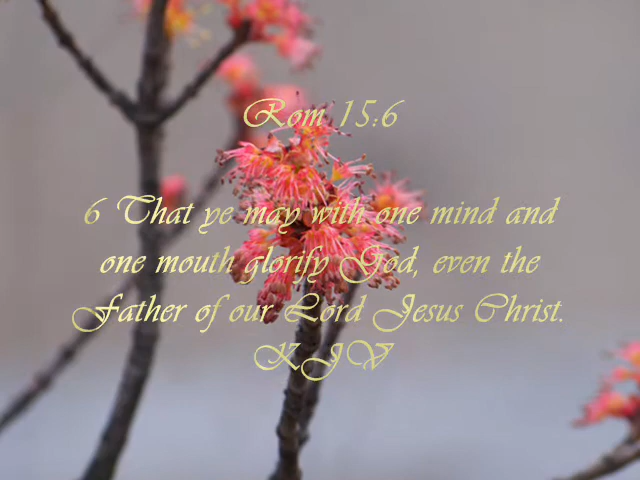 Rom 15:6
6 That ye may with one mind and
one mouth glorify God, even the
Father of our Lord Jesus Christ.
KJV